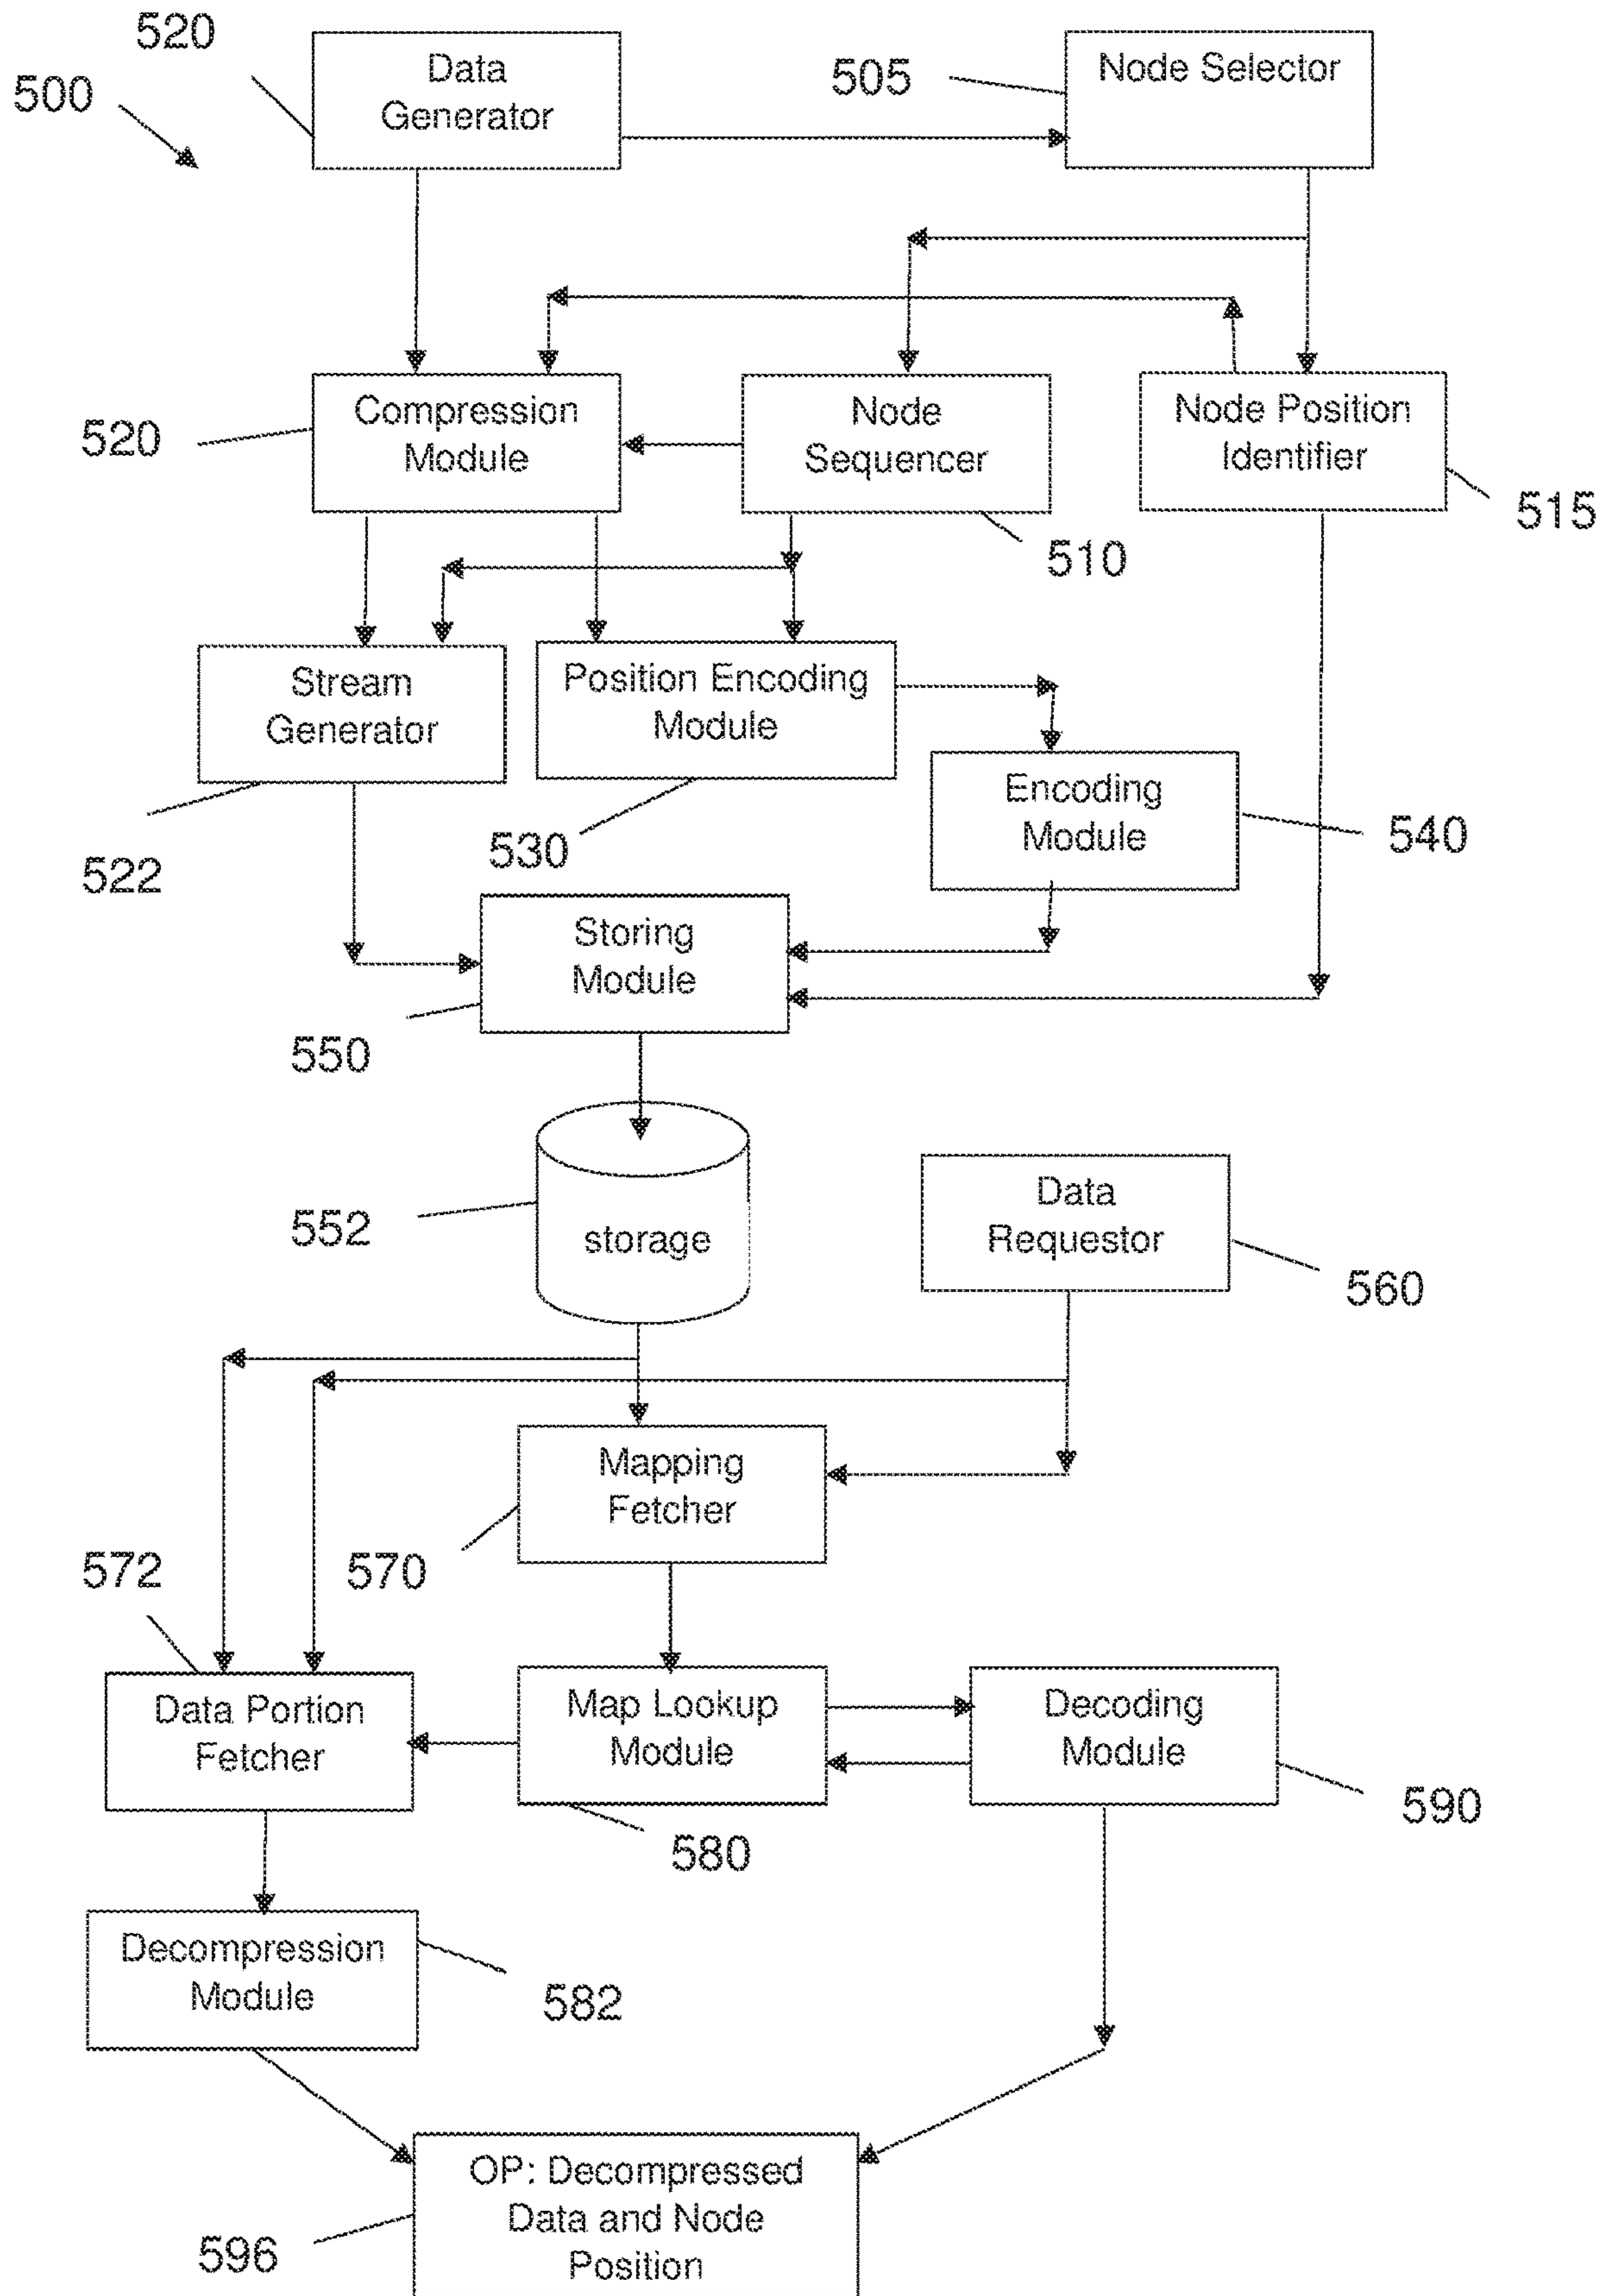 520
500
Data
Generator
505
Node Selector
520
Compression
Module
Node
Sequencer
510
Node Position
Identifier
515
Stream
Generator
522
Position Encoding
Module
530
Encoding
Module
540
Storing
Module
550
552
storage
Data
Requestor
560
Mapping
Fetcher
570
572
Data Portion
Fetcher
Map Lookup
Module
580
Decoding
Module
590
Decompression
Module
582
OP: Decompressed
Data and Node
Position
596